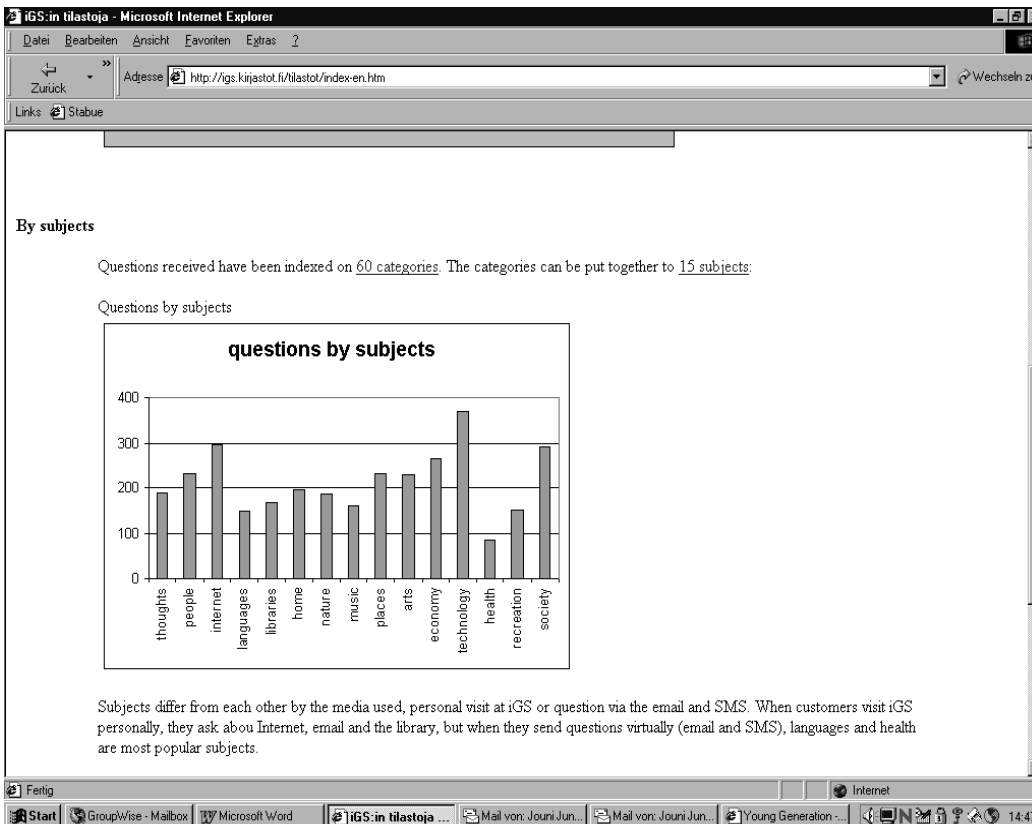 iGS:in tilastoja - Microsoft Internet Explorer
Datei Bearbeiten Ansicht Favoriten Extras ?
Zurück » Adresse http://igs.kirjastot.fi/tilastot/index-en.htm Wechseln zu
Links Stabue
By subjects
Questions received have been indexed on 60 categories. The categories can be put together to 15 subjects:
Questions by subjects
questions by subjects
400
300
200
100
0
thoughts
people
internet
languages
libraries
home
nature
music
places
arts
economy
technology
health
recreation
society
Subjects differ from each other by the media used, personal visit at iGS or question via the email and SMS. When customers visit iGS
personally, they ask abou Internet, email and the library, but when they send questions virtually (email and SMS), languages and health
are most popular subjects.
Fertig Internet
Start GroupWise - Mailbox Microsoft Word iGS:in tilastoja ... Mail von: Jouni Jun... Mail von: Jouni Jun... Young Generation -... 14:4